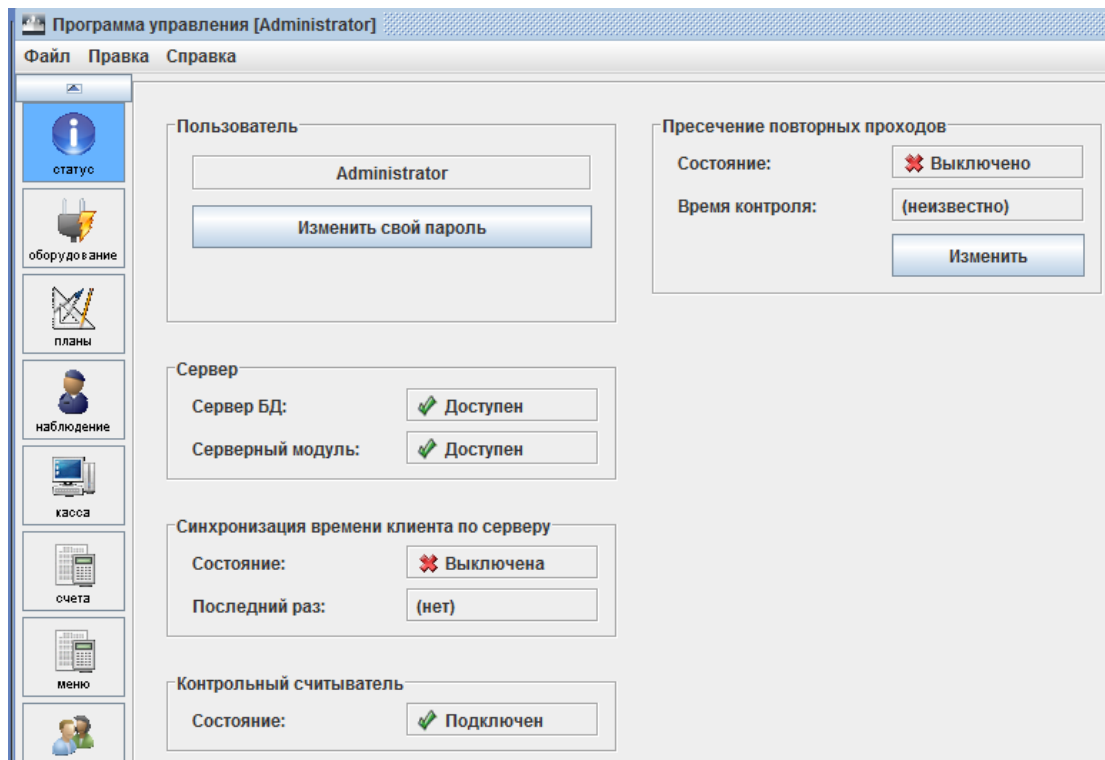 Программа управления [Administrator]
Файл Правка Справка
статус
оборудование
планы
наблюдение
касса
счета
меню
Пользователь
Administrator
Изменить свой пароль
Сервер
Сервер БД: Доступен
Серверный модуль: Доступен
Синхронизация времени клиента по серверу
Состояние: Выключена
Последний раз: (нет)
Контрольный считыватель
Состояние: Подключен
Пресечение повторных проходов
Состояние: Выключено
Время контроля: (неизвестно)
Изменить